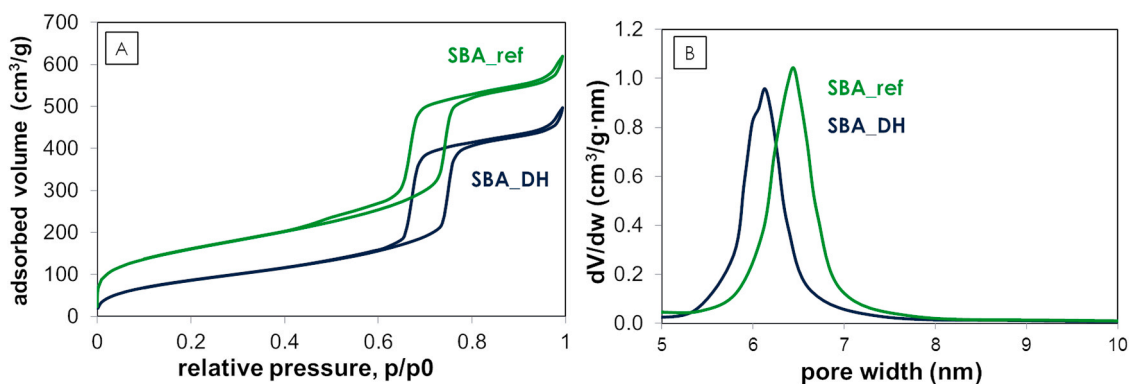 A
SBA_ref
SBA_DH
adsorbed volume (cm³/g)
700
600
500
400
300
200
100
0
0 0.2 0.4 0.6 0.8 1
relative pressure, p/p0
B
SBA_ref
SBA_DH
dV/dw (cm³/g·nm)
1.2
1.0
0.8
0.6
0.4
0.2
0.0
5 6 7 8 9 10
pore width (nm)